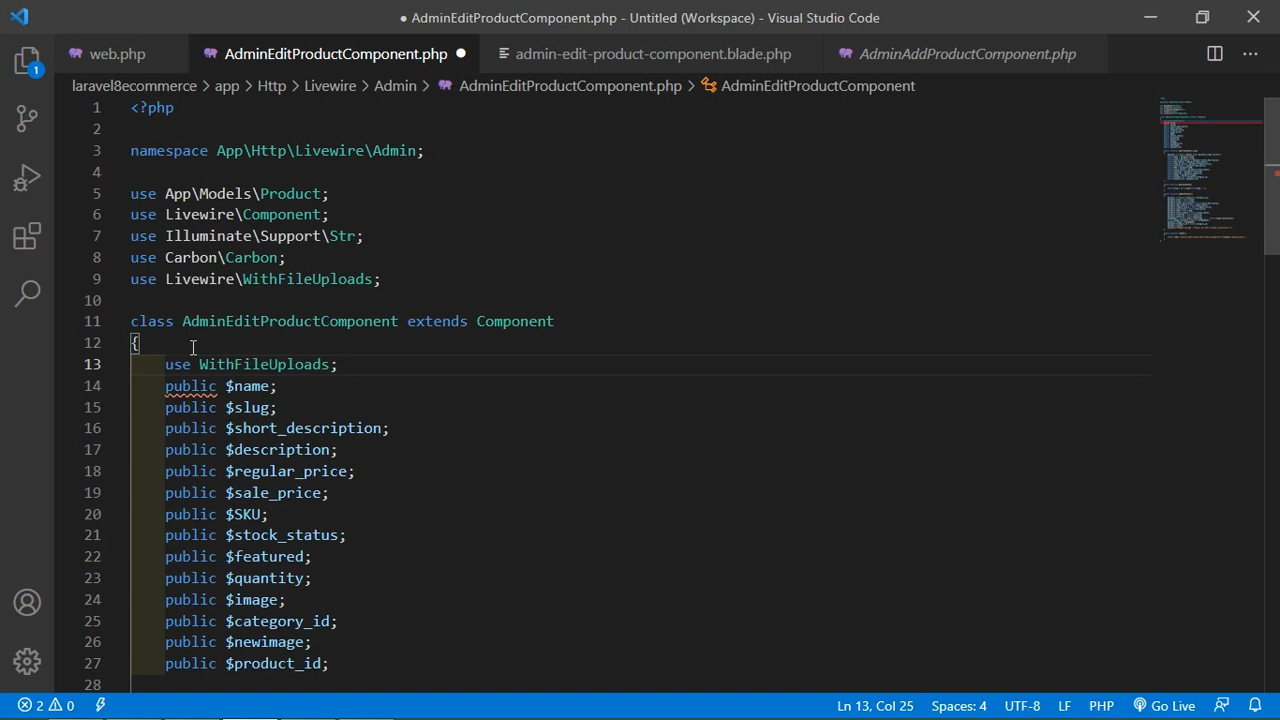 ● AdminEditProductComponent.php - Untitled (Workspace) - Visual Studio Code
web.php AdminEditProductComponent.php ● admin-edit-product-component.blade.php AdminAddProductComponent.php
laravel8ecommerce > app > Http > Livewire > Admin > AdminEditProductComponent.php > AdminEditProductComponent
1
1 <?php
2
3 namespace App\Http\Livewire\Admin;
4
5 use App\Models\Product;
6 use Livewire\Component;
7 use Illuminate\Support\Str;
8 use Carbon\Carbon;
9 use Livewire\WithFileUploads;
10
11 class AdminEditProductComponent extends Component
12 {
13 use WithFileUploads;
14 public $name;
15 public $slug;
16 public $short_description;
17 public $description;
18 public $regular_price;
19 public $sale_price;
20 public $SKU;
21 public $stock_status;
22 public $featured;
23 public $quantity;
24 public $image;
25 public $category_id;
26 public $newimage;
27 public $product_id;
28
2 0 Ln 13, Col 25 Spaces: 4 UTF-8 LF PHP Go Live